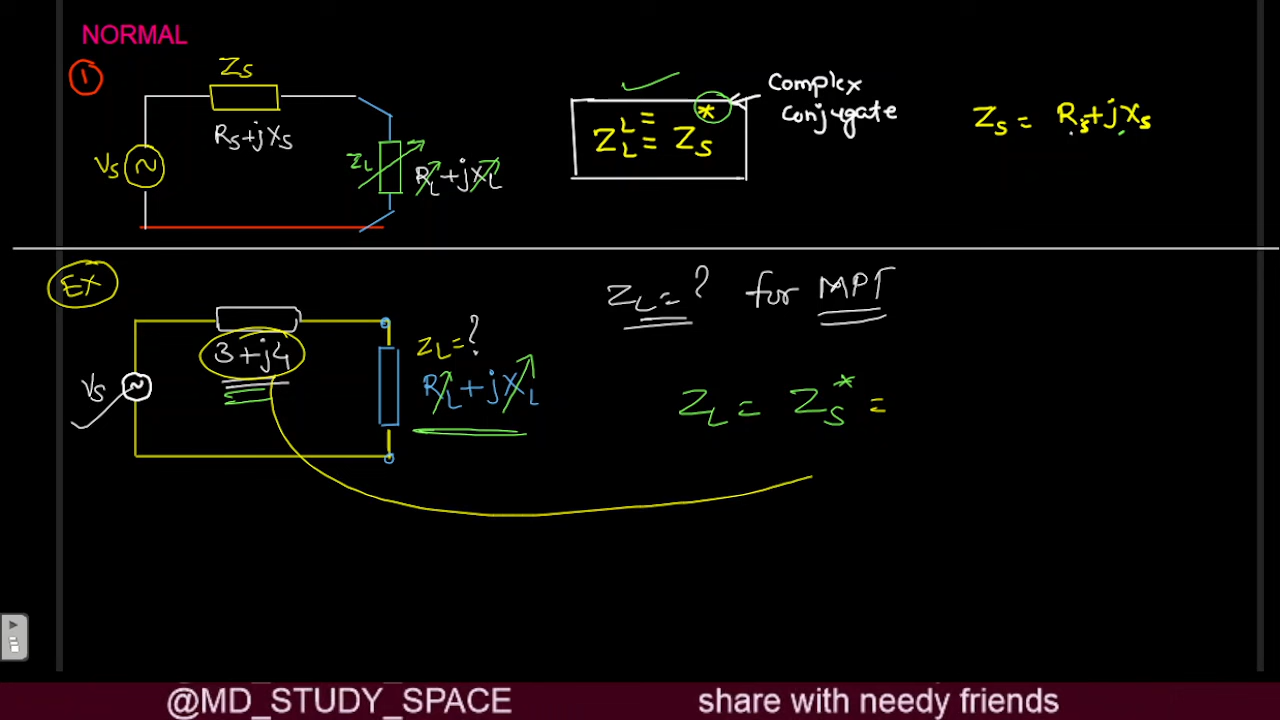 NORMAL
①
Zs
Rs+jXs
Vs
ZL
RL+jXL
ZL = Zs*
Complex
Conjugate
Zs = Rs+jXs
EX
3+j4
Vs
ZL=?
RL+jXL
ZL=? for MPT
ZL = Zs* =
@MD_STUDY_SPACE
share with needy friends